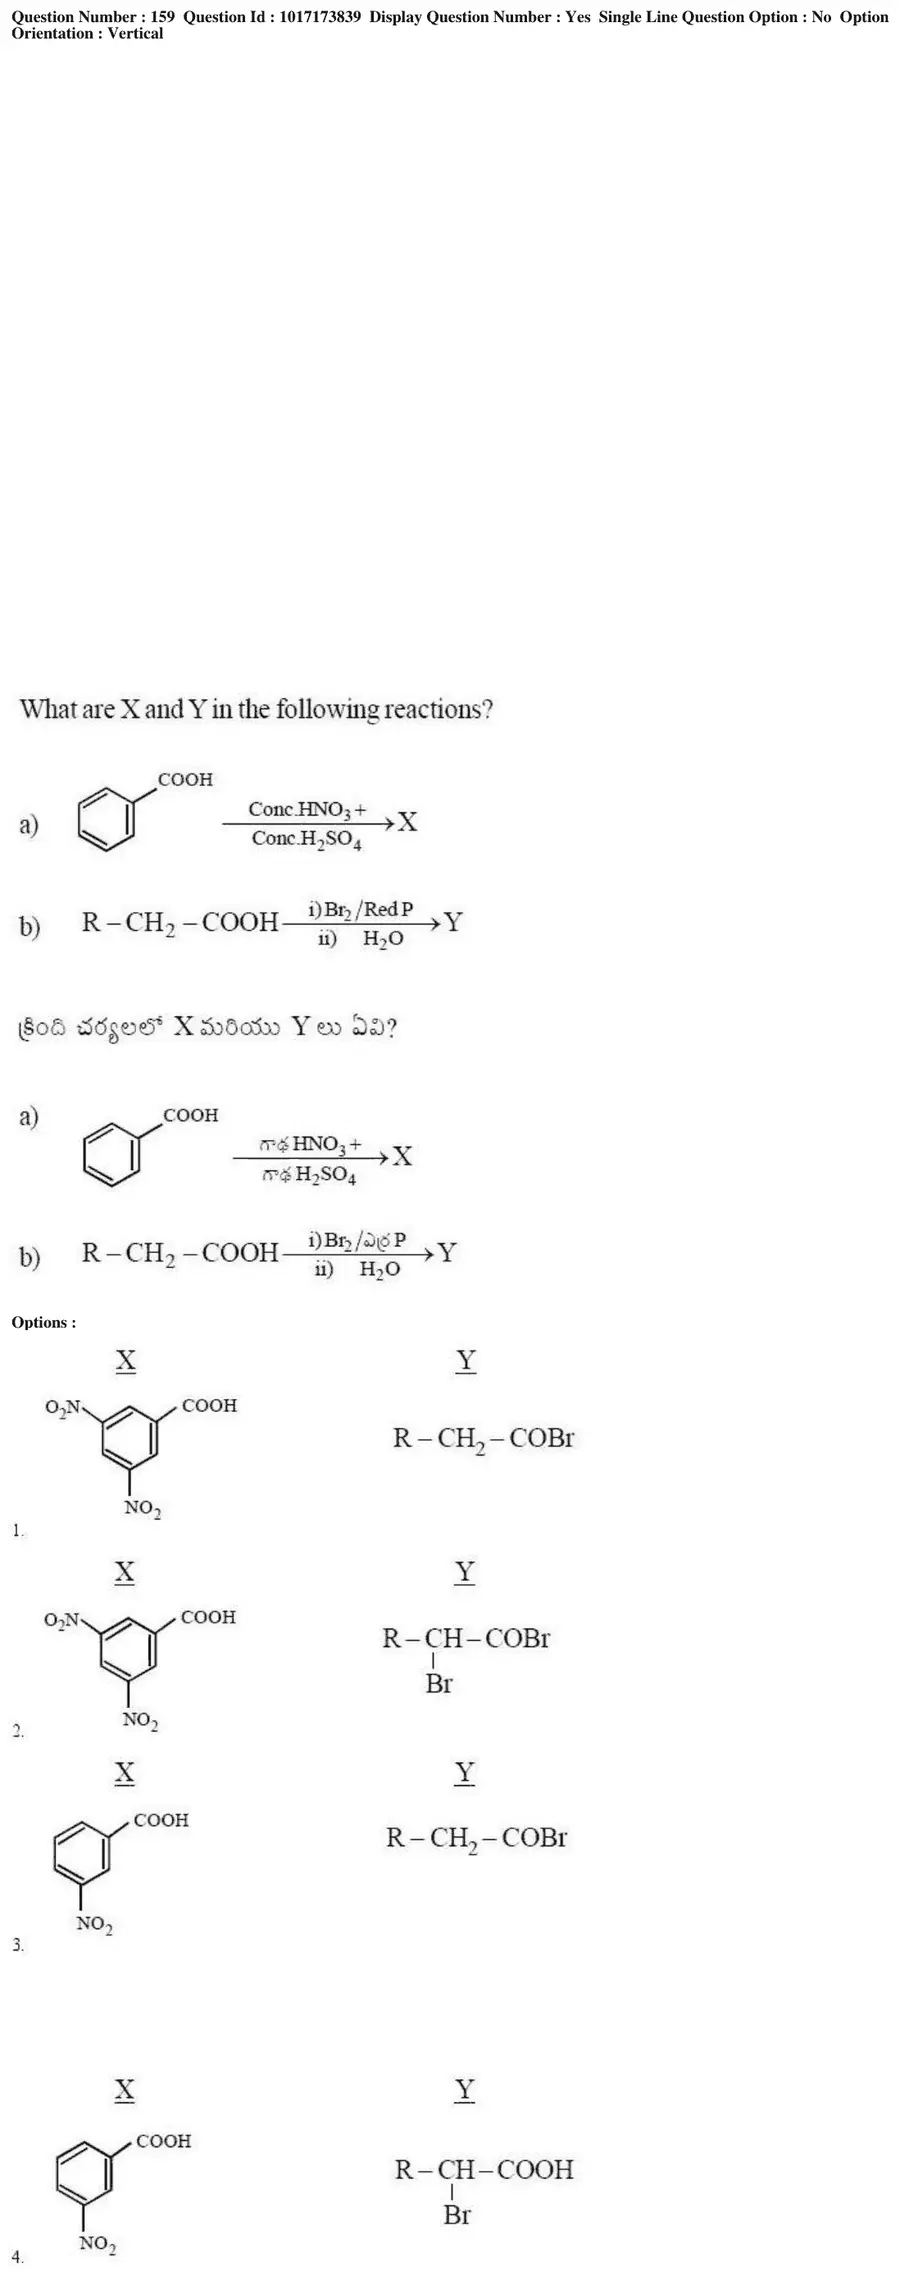 Question Number : 159 Question Id : 1017173839 Display Question Number : Yes Single Line Question Option : No Option
Orientation : Vertical
What are X and Y in the following reactions?
COOH
a) Conc.HNO3+ X
Conc.H2SO4
i) Br2/Red P
b) R – CH2 – COOH Y
ii) H2O
క్రింది చర్యలలో X మరియు Y లు ఏవి?
a) COOH
గాఢ HNO3 + X
గాఢ H2SO4
i) Br2/ఎర్ర P
b) R – CH2 – COOH Y
ii) H2O
Options :
X Y
O2N COOH
R – CH2 – COBr
NO2
1.
X Y
O2N COOH
R – CH – COBr
Br
NO2
2.
X Y
COOH
R – CH2 – COBr
NO2
3.
X Y
COOH
R – CH – COOH
Br
NO2
4.